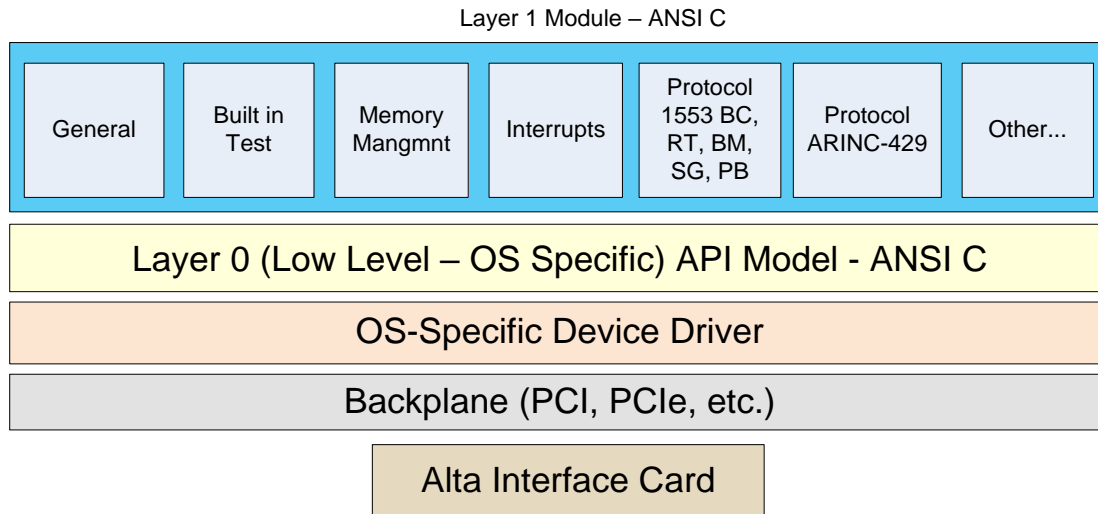 Layer 1 Module – ANSI C
General
Built in
Test
Memory
Mangmnt
Interrupts
Protocol
1553 BC,
RT, BM,
SG, PB
Protocol
ARINC-429
Other...
Layer 0 (Low Level – OS Specific) API Model - ANSI C
OS-Specific Device Driver
Backplane (PCI, PCIe, etc.)
Alta Interface Card